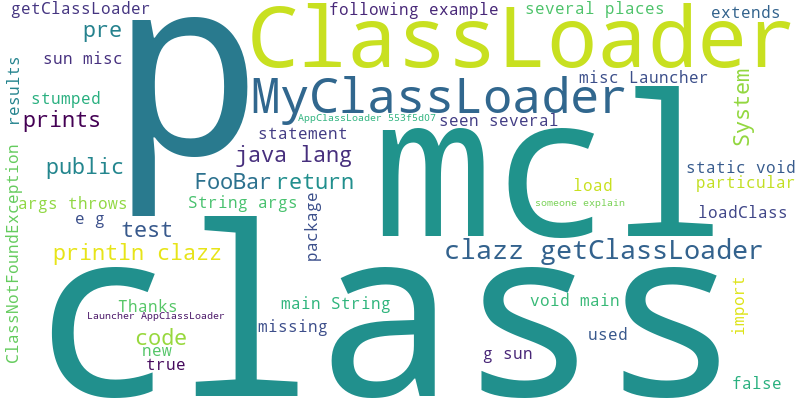 getClassLoader
p
ClassLoader
following example
several places
extends
pre
sun misc
MyClassLoader
misc Launcher
results
stumped
prints
AppClassLoader 553f5d07
seen several
System
statement
mcl
java lang
public
FooBar
return
load
static void
particular
ClassNotFoundException
args throws
String args
someone explain
loadClass
e g
test
package
println clazz
clazz getClassLoader
class
Thanks
main String
void main
import
Launcher AppClassLoader
missing
code
used
new
true
g sun
false